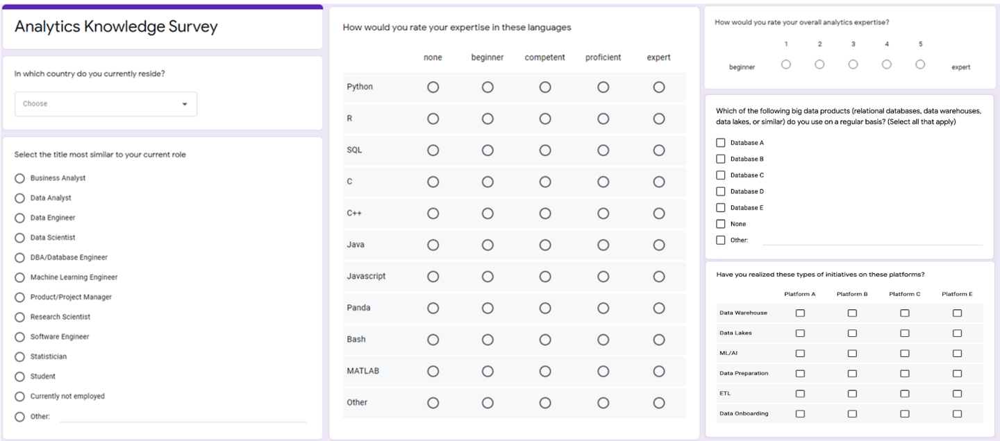 Analytics Knowledge Survey
In which country do you currently reside?
Choose
Select the title most similar to your current role
Business Analyst
Data Analyst
Data Engineer
Data Scientist
DBA/Database Engineer
Machine Learning Engineer
Product/Project Manager
Research Scientist
Software Engineer
Statistician
Student
Currently not employed
Other:
How would you rate your expertise in these languages
none beginner competent proficient expert
Python
R
SQL
C
C++
Java
Javascript
Panda
Bash
MATLAB
Other
How would you rate your overall analytics expertise?
1 2 3 4 5
beginner expert
Which of the following big data products (relational databases, data warehouses,
data lakes, or similar) do you use on a regular basis? (Select all that apply)
Database A
Database B
Database C
Database D
Database E
None
Other:
Have you realized these types of initiatives on these platforms?
Platform A Platform B Platform C Platform E
Data Warehouse
Data Lakes
ML/AI
Data Preparation
ETL
Data Onboarding